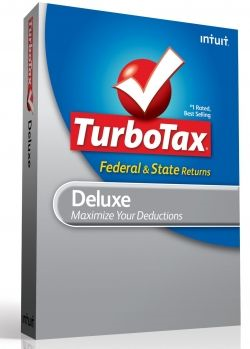 intuit
#1 Rated,
Best Selling
TurboTax®
Federal & State Returns
Deluxe
Maximize Your Deductions
TurboTax Deluxe